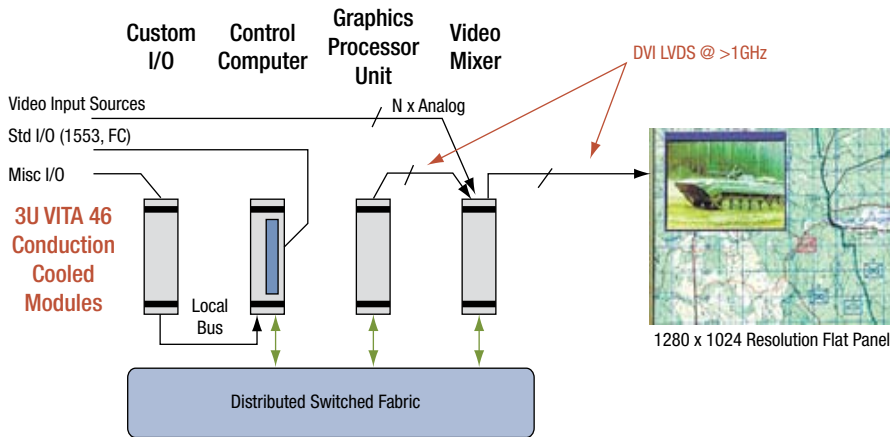 Custom
I/O
Control
Computer
Graphics
Processor
Unit
Video
Mixer
DVI LVDS @ >1GHz
Video Input Sources
N x Analog
Std I/O (1553, FC)
Misc I/O
3U VITA 46
Conduction
Cooled
Modules
Local
Bus
1280 x 1024 Resolution Flat Panel
Distributed Switched Fabric